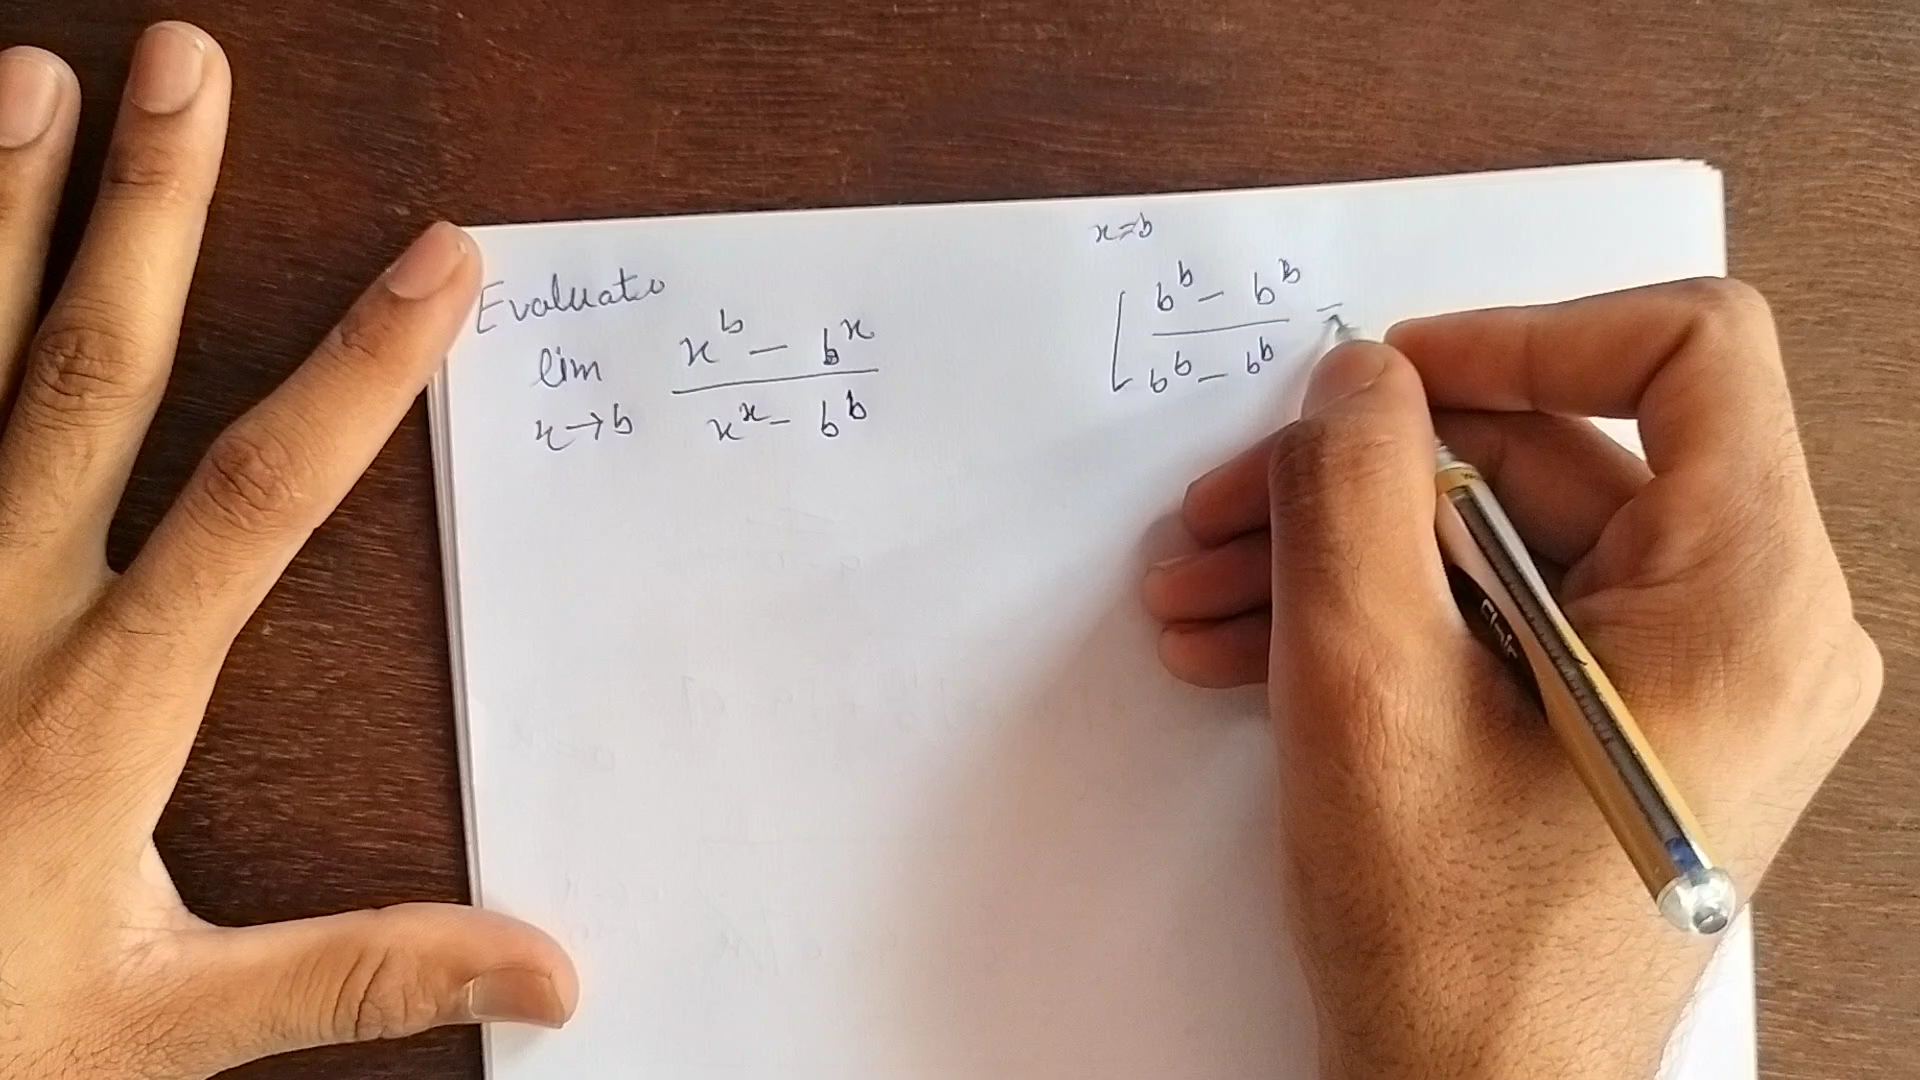 Evaluate
lim x→b (x^b - b^x) / (x^x - b^b)
x=b
[ (b^b - b^b) / (b^b - b^b) =